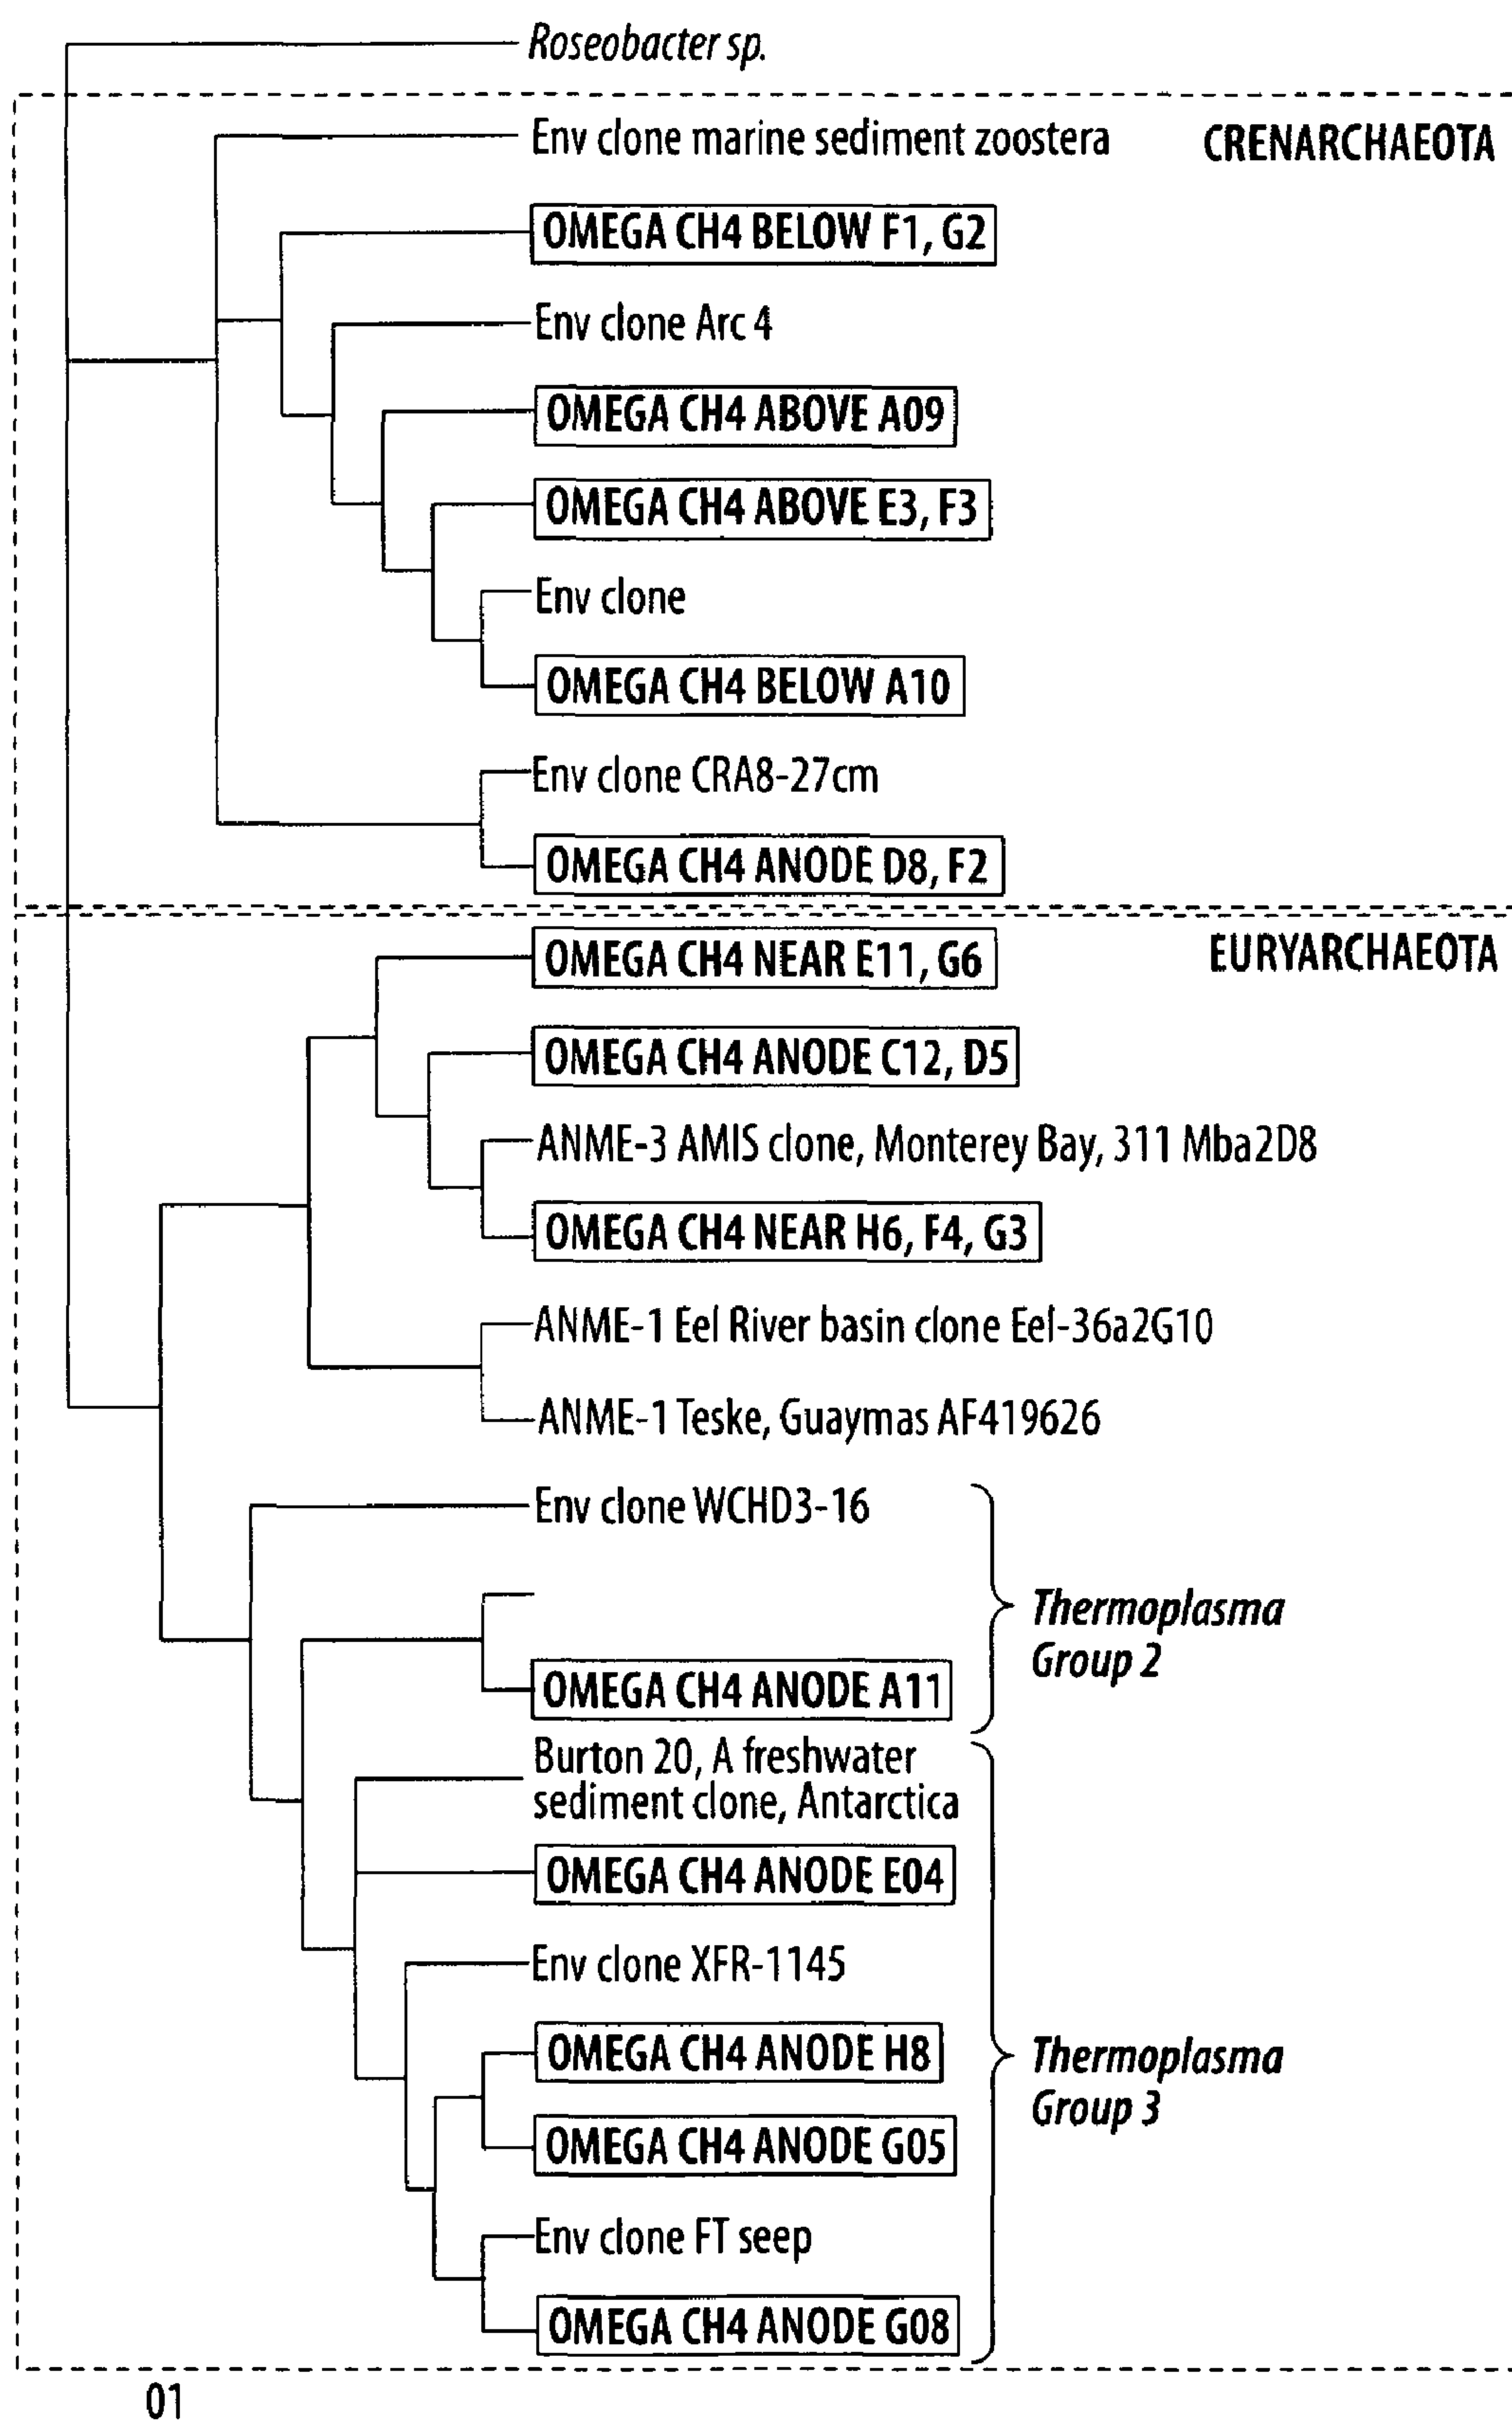 Roseobacter sp.
Env clone marine sediment zoostera
CRENARCHAEOTA
OMEGA CH4 BELOW F1, G2
Env clone Arc 4
OMEGA CH4 ABOVE A09
OMEGA CH4 ABOVE E3, F3
Env clone
OMEGA CH4 BELOW A10
Env clone CRA8-27cm
OMEGA CH4 ANODE D8, F2
EURYARCHAEOTA
OMEGA CH4 NEAR E11, G6
OMEGA CH4 ANODE C12, D5
ANME-3 AMIS clone, Monterey Bay, 311 Mba2D8
OMEGA CH4 NEAR H6, F4, G3
ANME-1 Eel River basin clone Eel-36a2G10
ANME-1 Teske, Guaymas AF419626
Env clone WCHD3-16
Thermoplasma
Group 2
OMEGA CH4 ANODE A11
Burton 20, A freshwater
sediment clone, Antarctica
OMEGA CH4 ANODE E04
Env clone XFR-1145
OMEGA CH4 ANODE H8
Thermoplasma
Group 3
OMEGA CH4 ANODE G05
Env clone FT seep
OMEGA CH4 ANODE G08
01